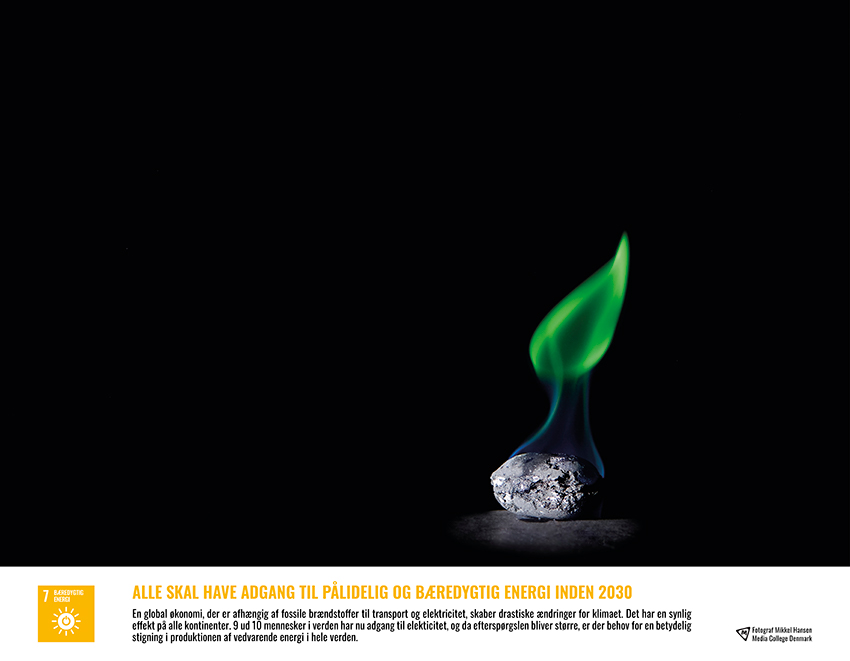 7 BÆREDYGTIG
ENERGI
ALLE SKAL HAVE ADGANG TIL PÅLIDELIG OG BÆREDYGTIG ENERGI INDEN 2030
En global økonomi, der er afhængig af fossile brændstoffer til transport og elektricitet, skaber drastiske ændringer for klimaet. Det har en synlig
effekt på alle kontinenter. 9 ud 10 mennesker i verden har nu adgang til elekticitet, og da efterspørgslen bliver større, er der behov for en betydelig
stigning i produktionen af vedvarende energi i hele verden.
Fotograf Mikkel Hansen
Media College Denmark